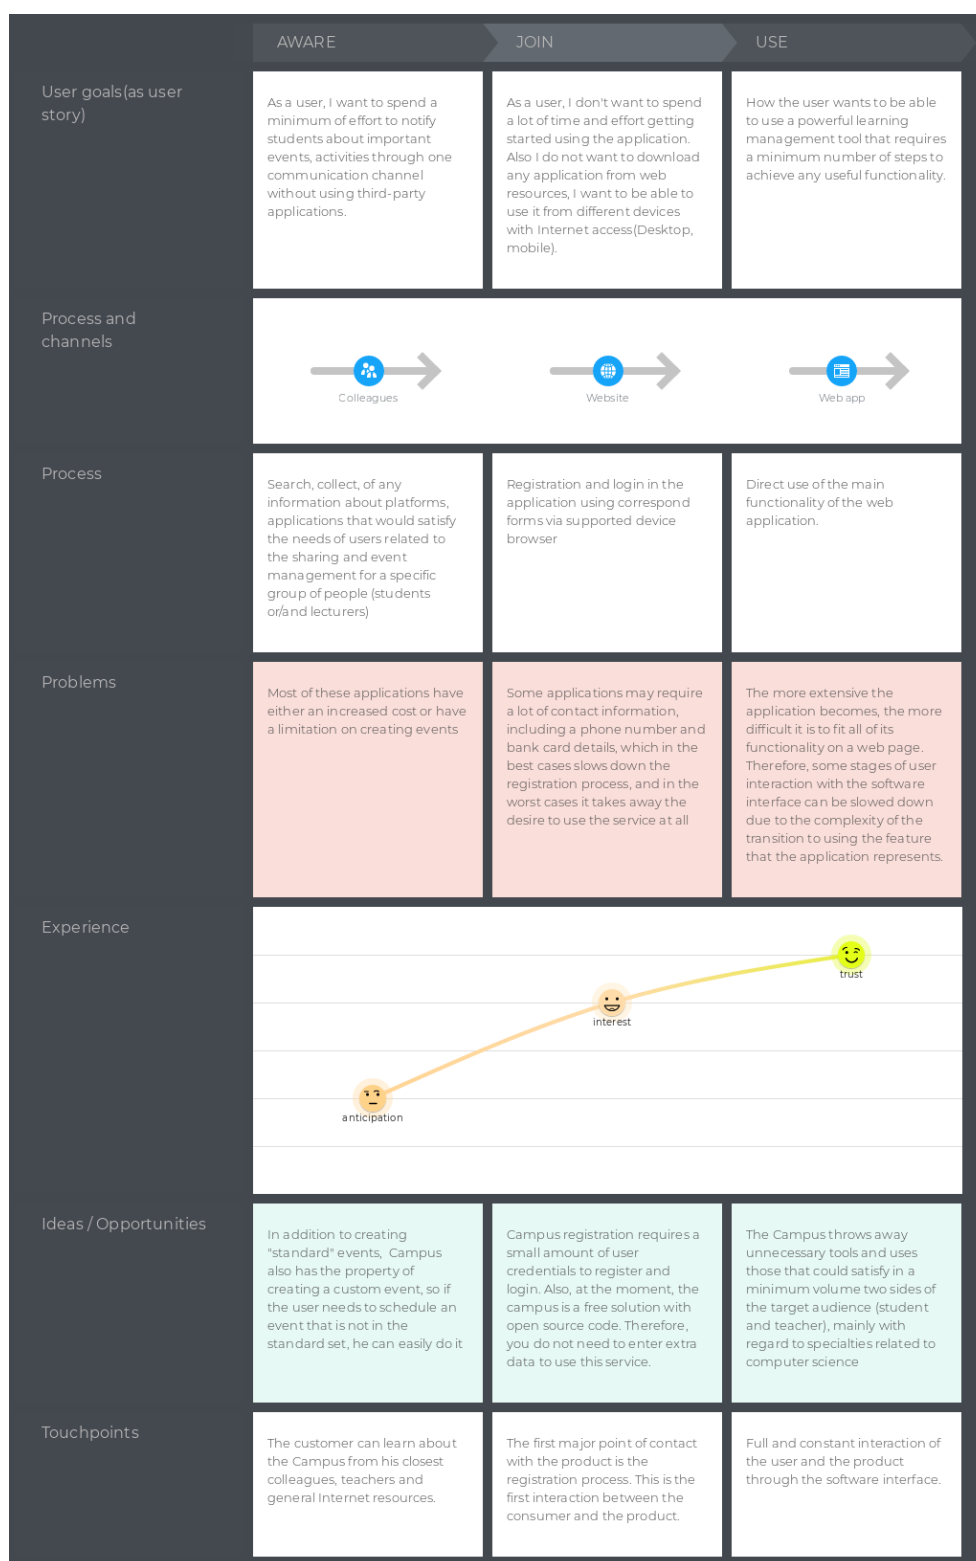 AWARE
JOIN
USE
User goals(as user
story)
As a user, I want to spend a
minimum of effort to notify
students about important
events, activities through one
communication channel
without using third-party
applications.
As a user, I don't want to spend
a lot of time and effort getting
started using the application.
Also I do not want to download
any application from web
resources, I want to be able to
use it from different devices
with Internet access(Desktop,
mobile).
How the user wants to be able
to use a powerful learning
management tool that requires
a minimum number of steps to
achieve any useful functionality.
Process and
channels
Colleagues
Website
Web app
Process
Search, collect, of any
information about platforms,
applications that would satisfy
the needs of users related to
the sharing and event
management for a specific
group of people (students
or/and lecturers)
Registration and login in the
application using correspond
forms via supported device
browser
Direct use of the main
functionality of the web
application.
Problems
Most of these applications have
either an increased cost or have
a limitation on creating events
Some applications may require
a lot of contact information,
including a phone number and
bank card details, which in the
best cases slows down the
registration process, and in the
worst cases it takes away the
desire to use the service at all
The more extensive the
application becomes, the more
difficult it is to fit all of its
functionality on a web page.
Therefore, some stages of user
interaction with the software
interface can be slowed down
due to the complexity of the
transition to using the feature
that the application represents.
Experience
trust
interest
anticipation
Ideas / Opportunities
In addition to creating
"standard" events, Campus
also has the property of
creating a custom event, so if
the user needs to schedule an
event that is not in the
standard set, he can easily do it
Campus registration requires a
small amount of user
credentials to register and
login. Also, at the moment, the
campus is a free solution with
open source code. Therefore,
you do not need to enter extra
data to use this service.
The Campus throws away
unnecessary tools and uses
those that could satisfy in a
minimum volume two sides of
the target audience (student
and teacher), mainly with
regard to specialties related to
computer science
Touchpoints
The customer can learn about
the Campus from his closest
colleagues, teachers and
general Internet resources.
The first major point of contact
with the product is the
registration process. This is the
first interaction between the
consumer and the product.
Full and constant interaction of
the user and the product
through the software interface.